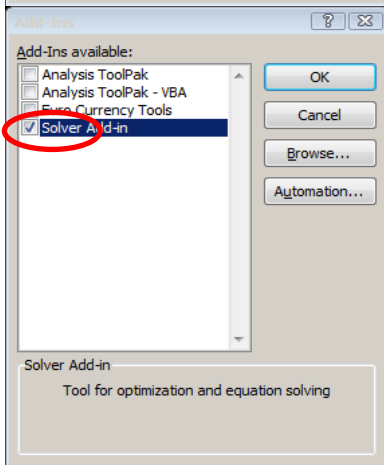 Add-Ins
Add-Ins available:
Analysis ToolPak
Analysis ToolPak - VBA
Euro Currency Tools
Solver Add-in
OK
Cancel
Browse...
Automation...
Solver Add-in
Tool for optimization and equation solving